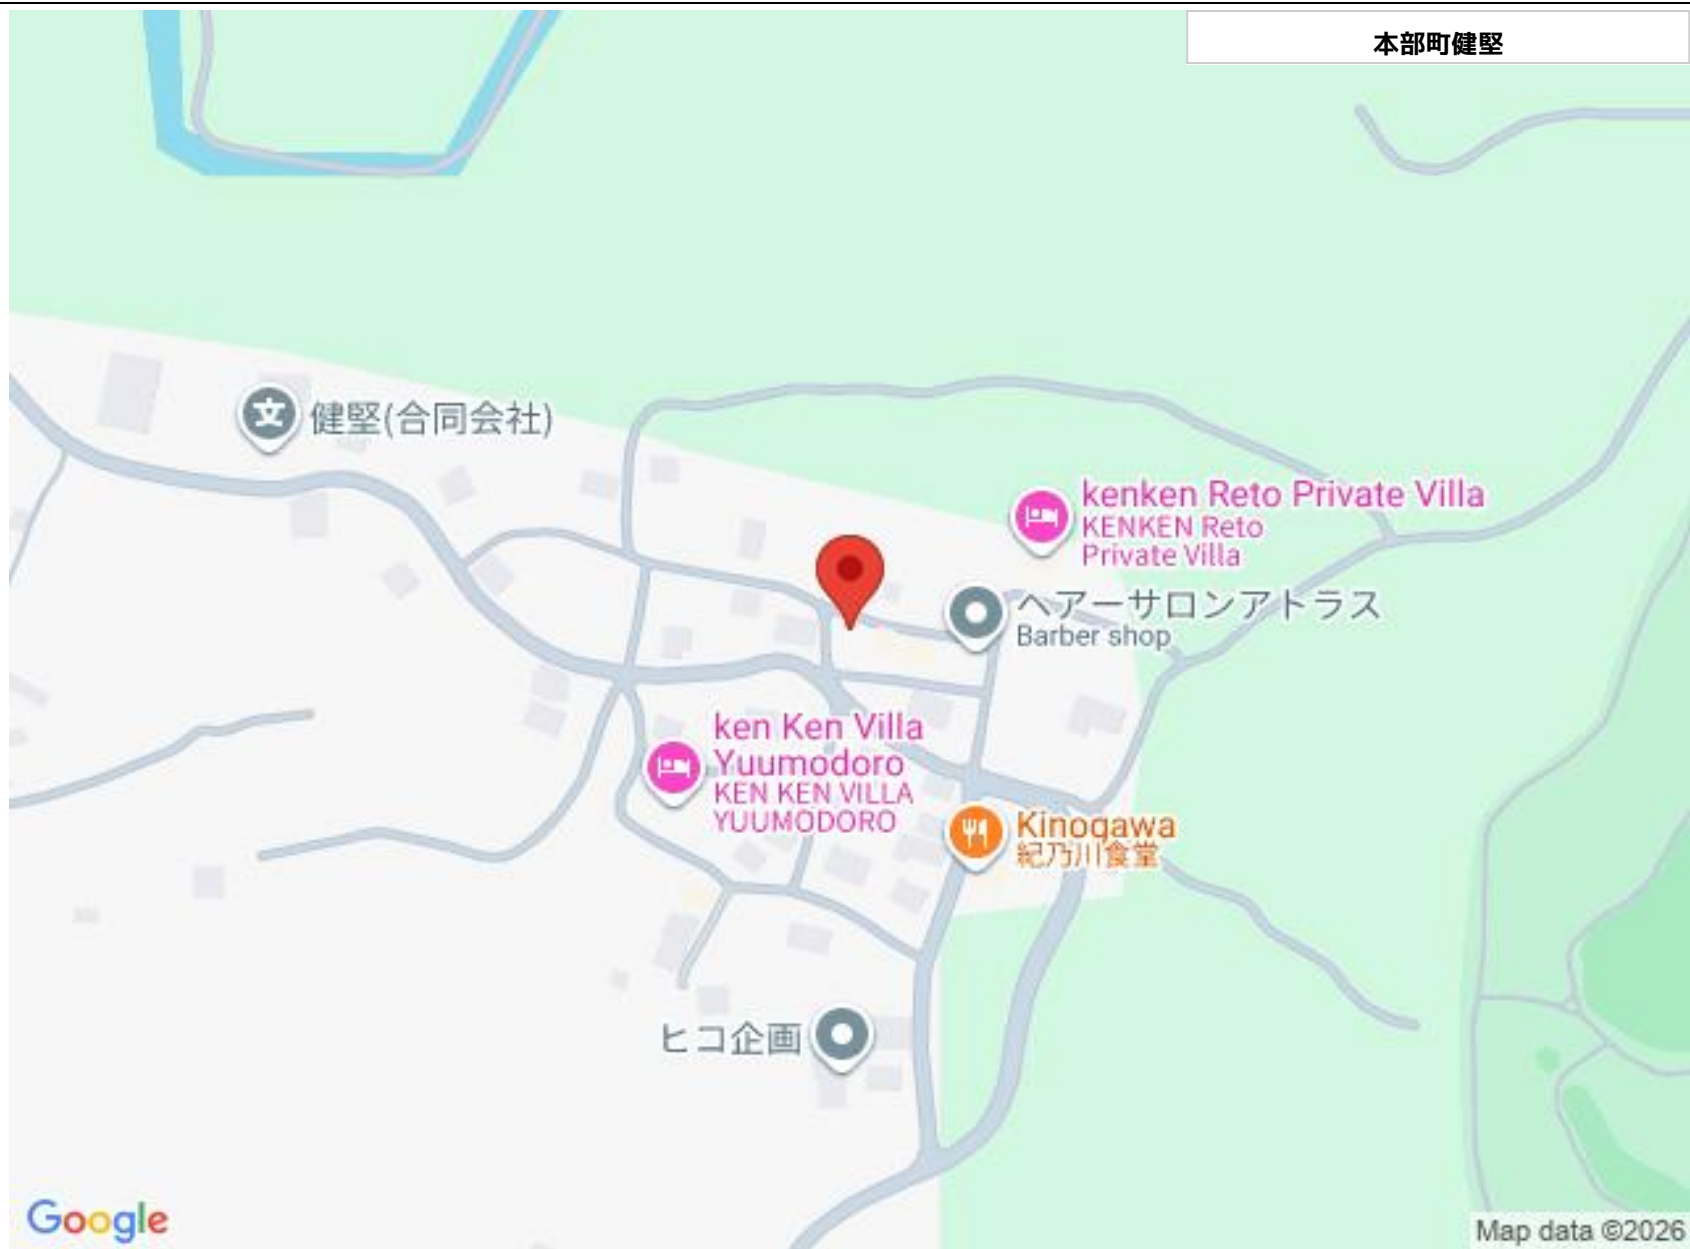 本部町健堅
文
健堅(合同会社)
kenken Reto Private Villa
KENKEN Reto
Private Villa
ヘアーサロンアトラス
Barber shop
ken Ken Villa
Yuumodoro
KEN KEN VILLA
YUUMODORO
Kinogawa
紀乃川食堂
ヒコ企画
Google
Map data ©2026